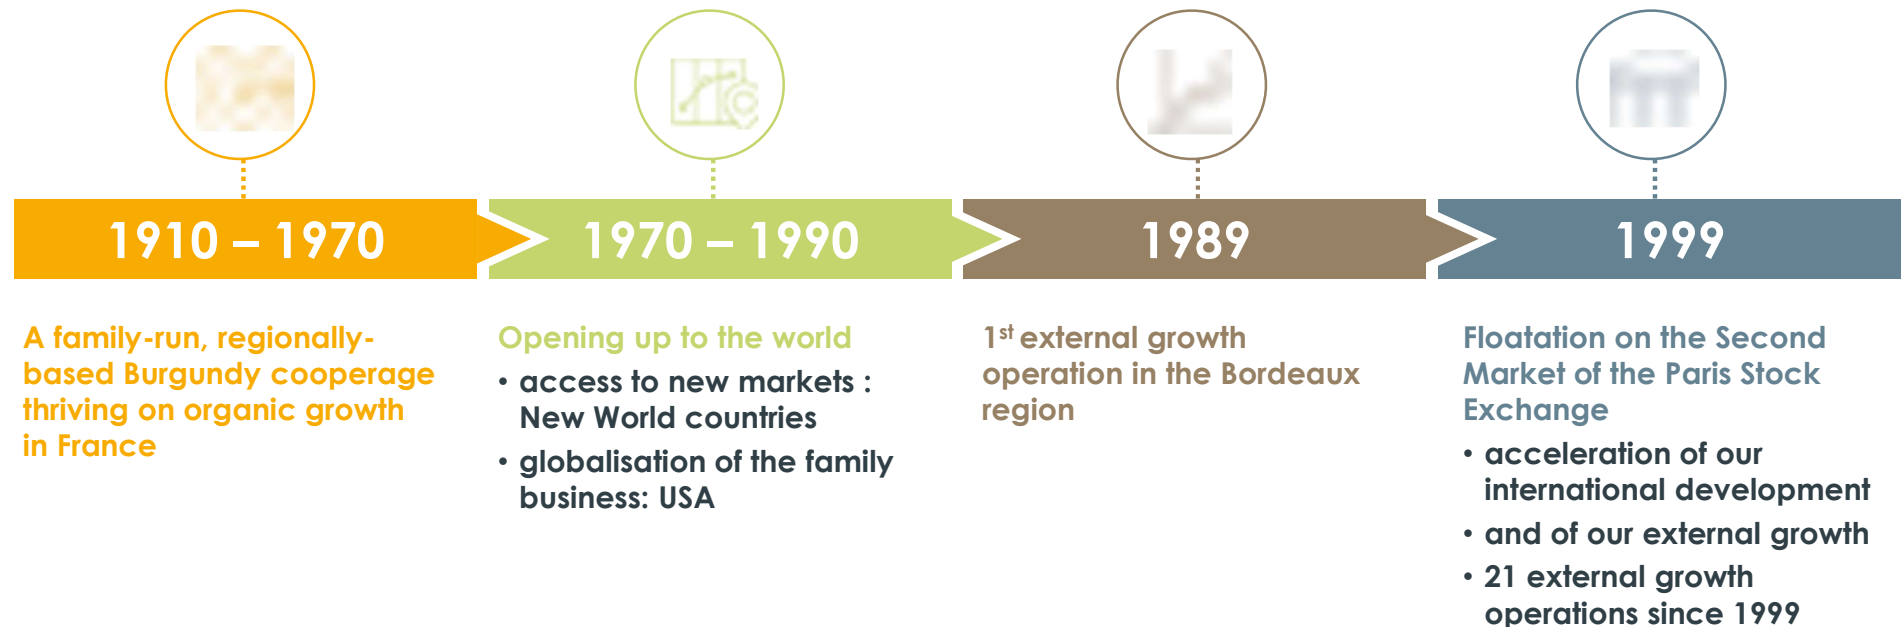 1910 – 1970
1970 – 1990
1989
1999
A family-run, regionally-
based Burgundy cooperage
thriving on organic growth
in France
Opening up to the world
• access to new markets :
New World countries
• globalisation of the family
business: USA
1st external growth
operation in the Bordeaux
region
Floatation on the Second
Market of the Paris Stock
Exchange
• acceleration of our
international development
• and of our external growth
• 21 external growth
operations since 1999